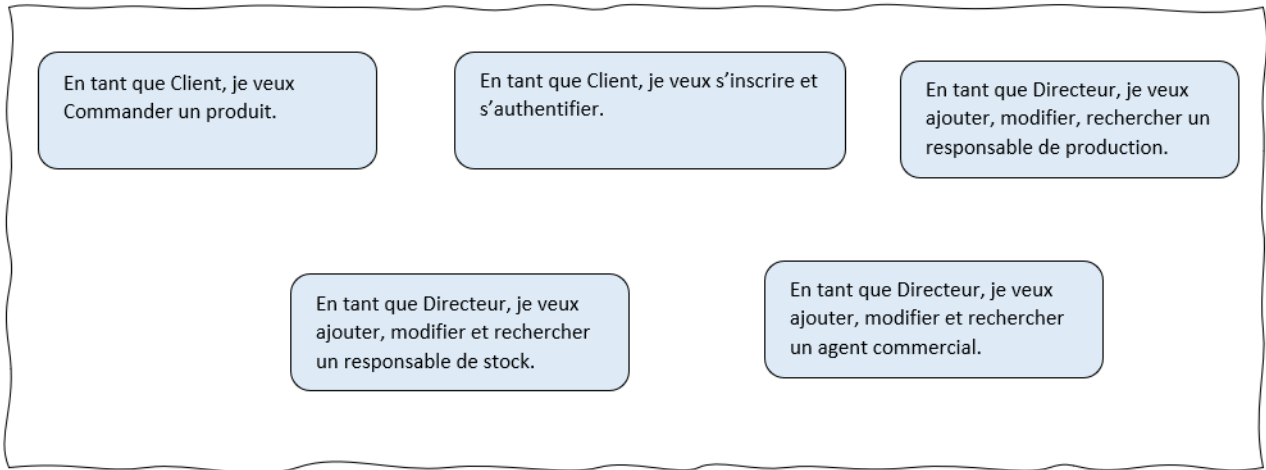 En tant que Client, je veux
Commander un produit.
En tant que Client, je veux s’inscrire et
s’authentifier.
En tant que Directeur, je veux
ajouter, modifier, rechercher un
responsable de production.
En tant que Directeur, je veux
ajouter, modifier et rechercher
un responsable de stock.
En tant que Directeur, je veux
ajouter, modifier et rechercher
un agent commercial.